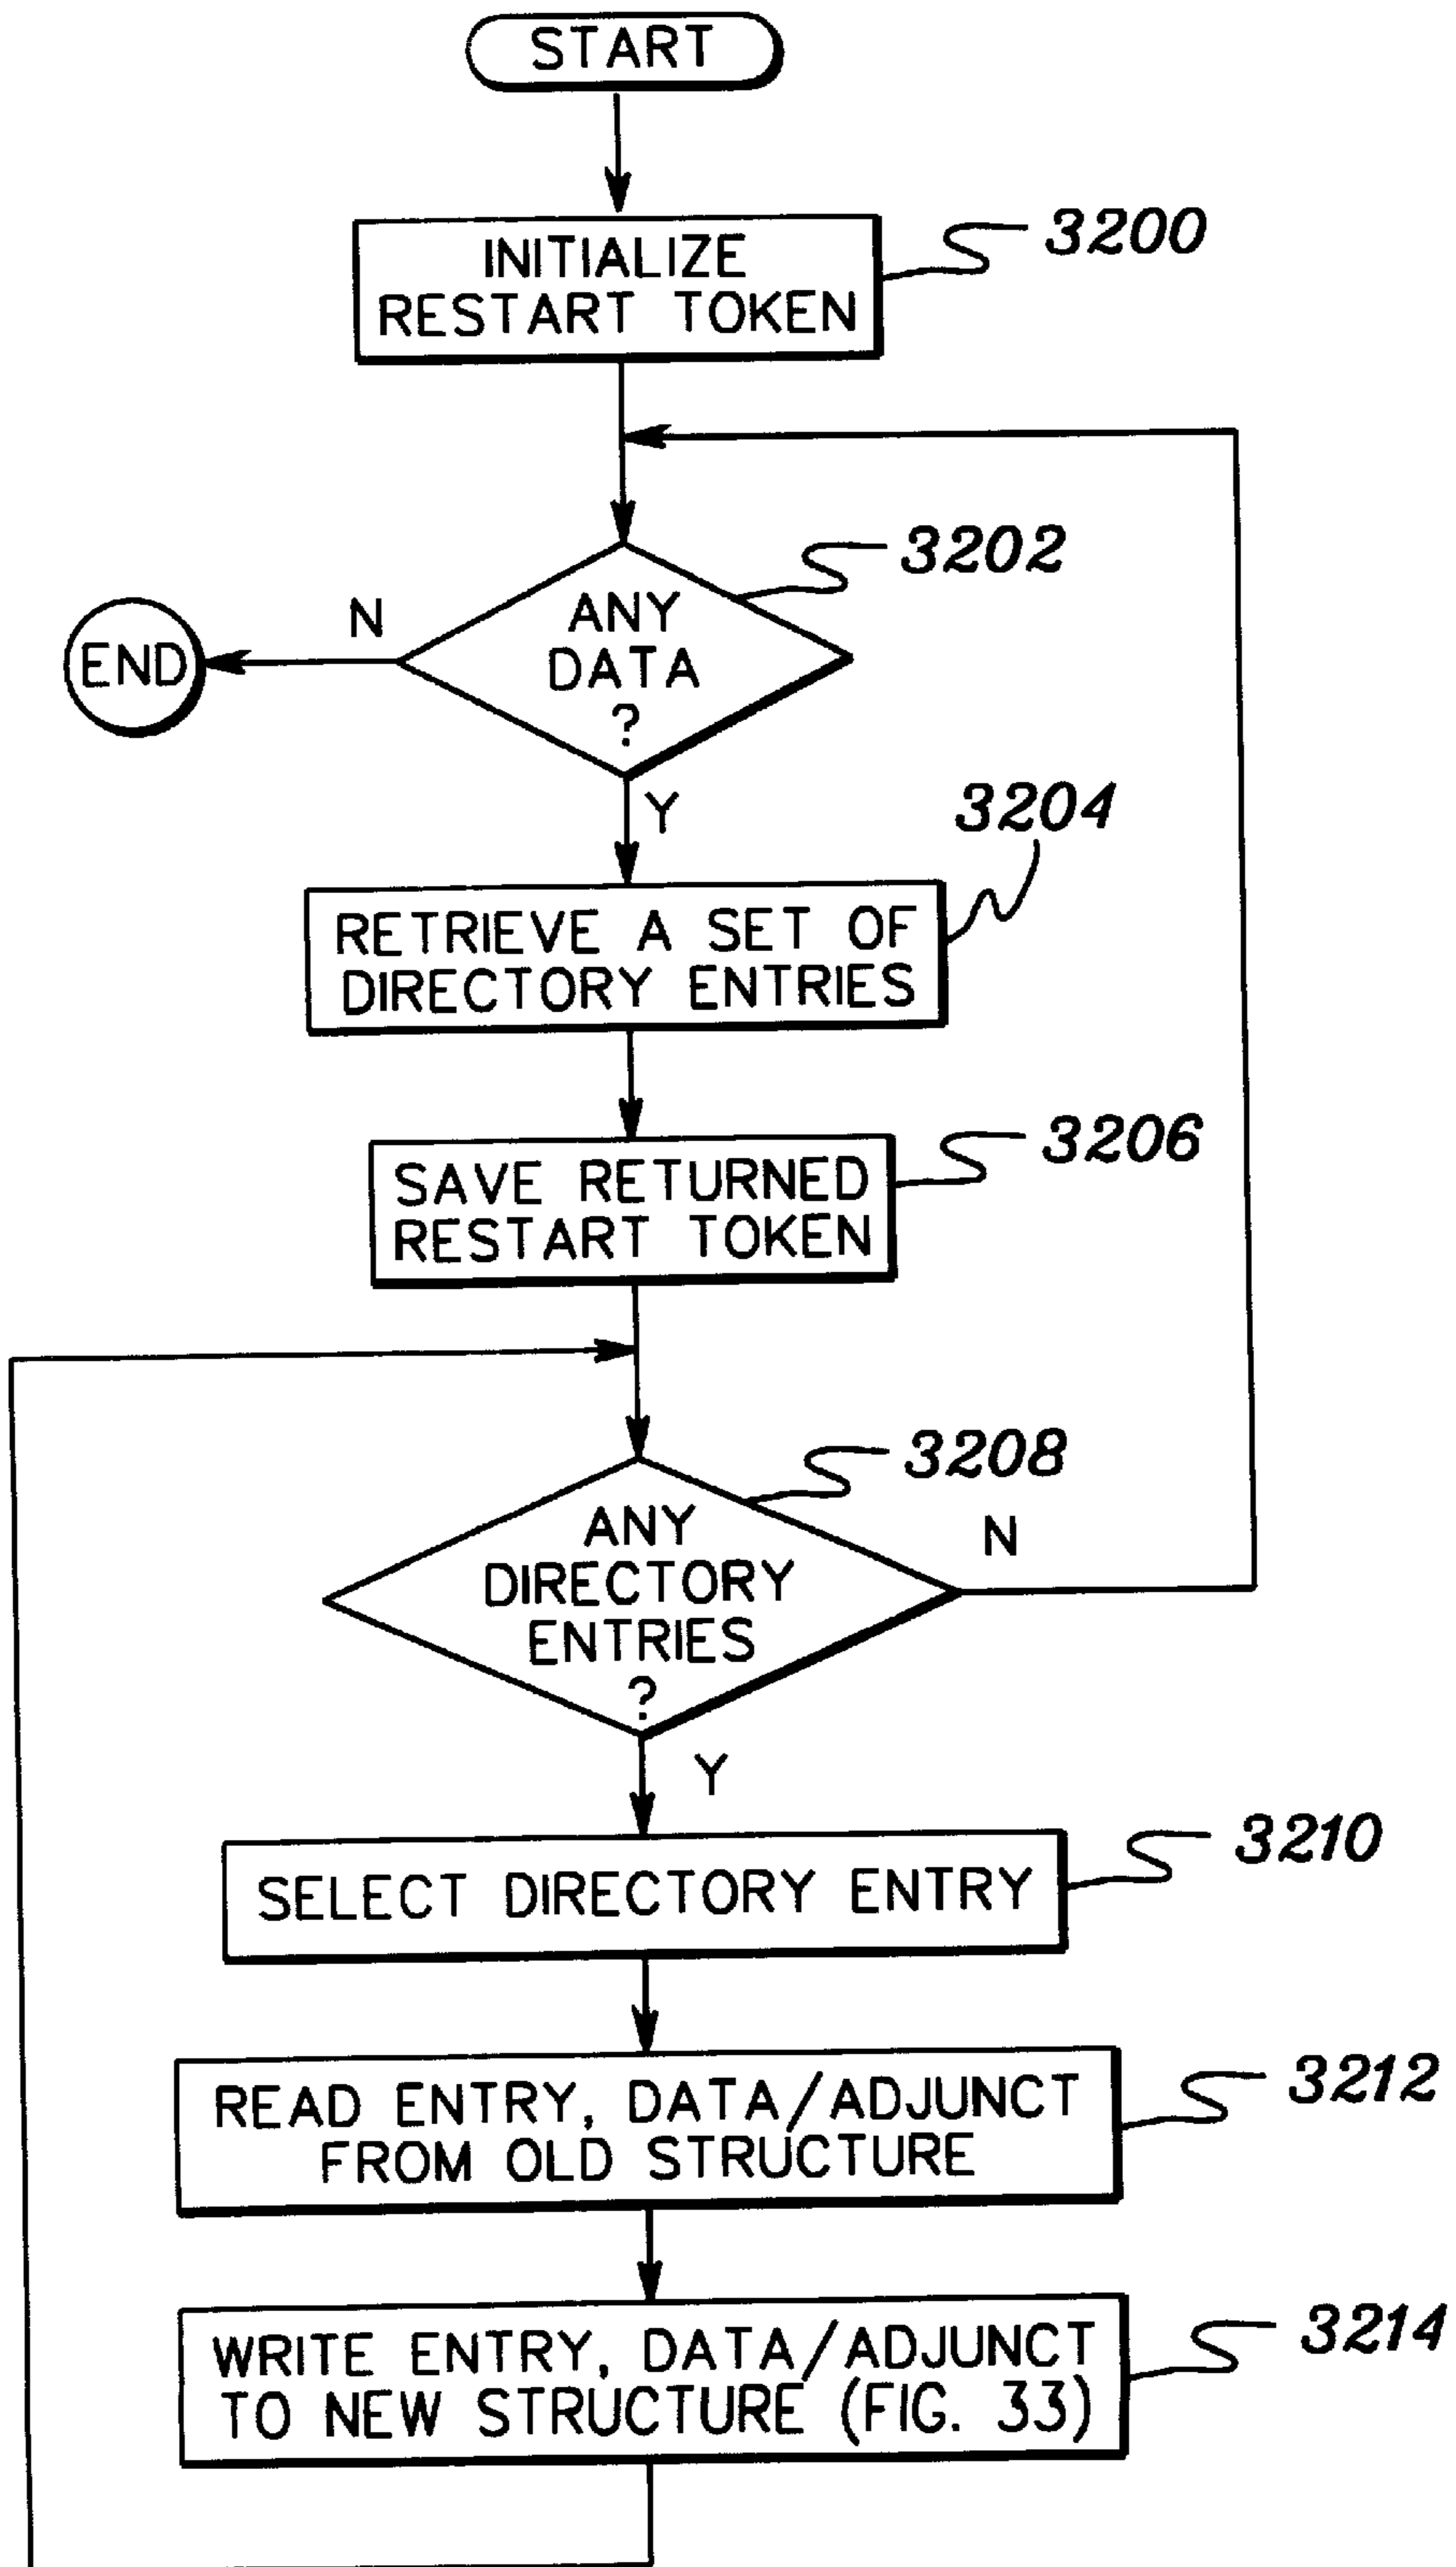 START
INITIALIZE
RESTART TOKEN
3200
3202
ANY
DATA
?
N
END
Y
3204
RETRIEVE A SET OF
DIRECTORY ENTRIES
3206
SAVE RETURNED
RESTART TOKEN
3208
ANY
DIRECTORY
ENTRIES
?
N
Y
3210
SELECT DIRECTORY ENTRY
3212
READ ENTRY, DATA/ADJUNCT
FROM OLD STRUCTURE
3214
WRITE ENTRY, DATA/ADJUNCT
TO NEW STRUCTURE (FIG. 33)